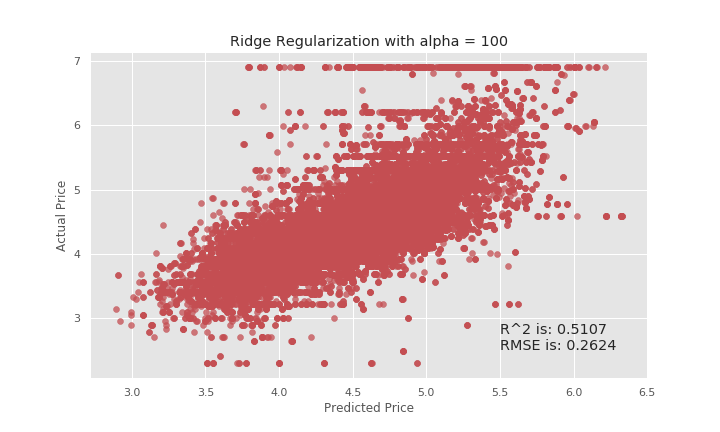 Ridge Regularization with alpha = 100
7
6
5
4
3
Actual Price
R^2 is: 0.5107
RMSE is: 0.2624
3.0 3.5 4.0 4.5 5.0 5.5 6.0 6.5
Predicted Price